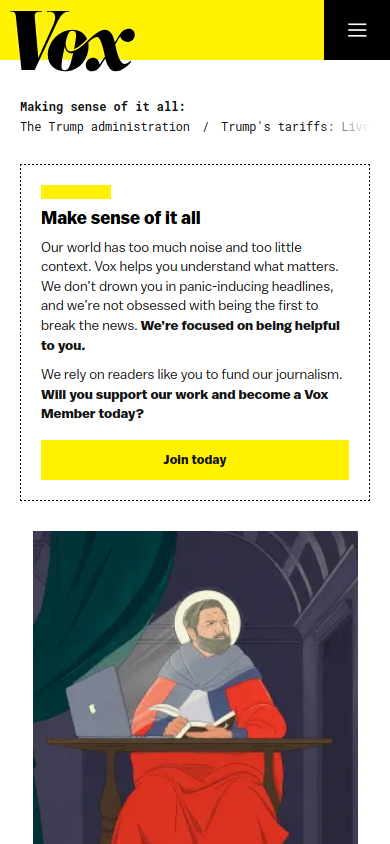 Vox
Making sense of it all:
The Trump administration / Trump's tariffs: Live
Make sense of it all
Our world has too much noise and too little
context. Vox helps you understand what matters.
We don't drown you in panic-inducing headlines,
and we're not obsessed with being the first to
break the news. We're focused on being helpful
to you.
We rely on readers like you to fund our journalism.
Will you support our work and become a Vox
Member today?
Join today